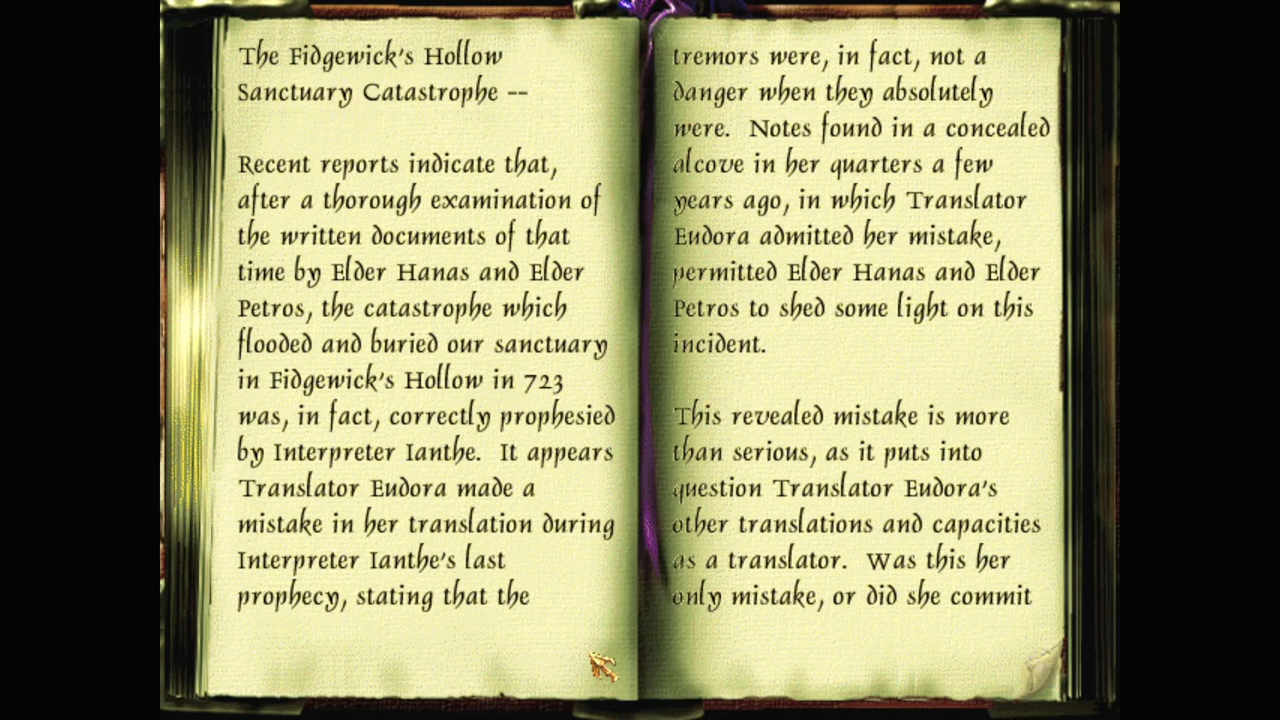 The Fidgewick's Hollow
Sanctuary Catastrophe --
Recent reports indicate that,
after a thorough examination of
the written documents of that
time by Elder Hanas and Elder
Petros, the catastrophe which
flooded and buried our sanctuary
in Fidgewick's Hollow in 723
was, in fact, correctly prophesied
by Interpreter Ianthe.  It appears
Translator Eudora made a
mistake in her translation during
Interpreter Ianthe's last
prophecy, stating that the
tremors were, in fact, not a
danger when they absolutely
were.  Notes found in a concealed
alcove in her quarters a few
years ago, in which Translator
Eudora admitted her mistake,
permitted Elder Hanas and Elder
Petros to shed some light on this
incident.
This revealed mistake is more
than serious, as it puts into
question Translator Eudora's
other translations and capacities
as a translator.  Was this her
only mistake, or did she commit